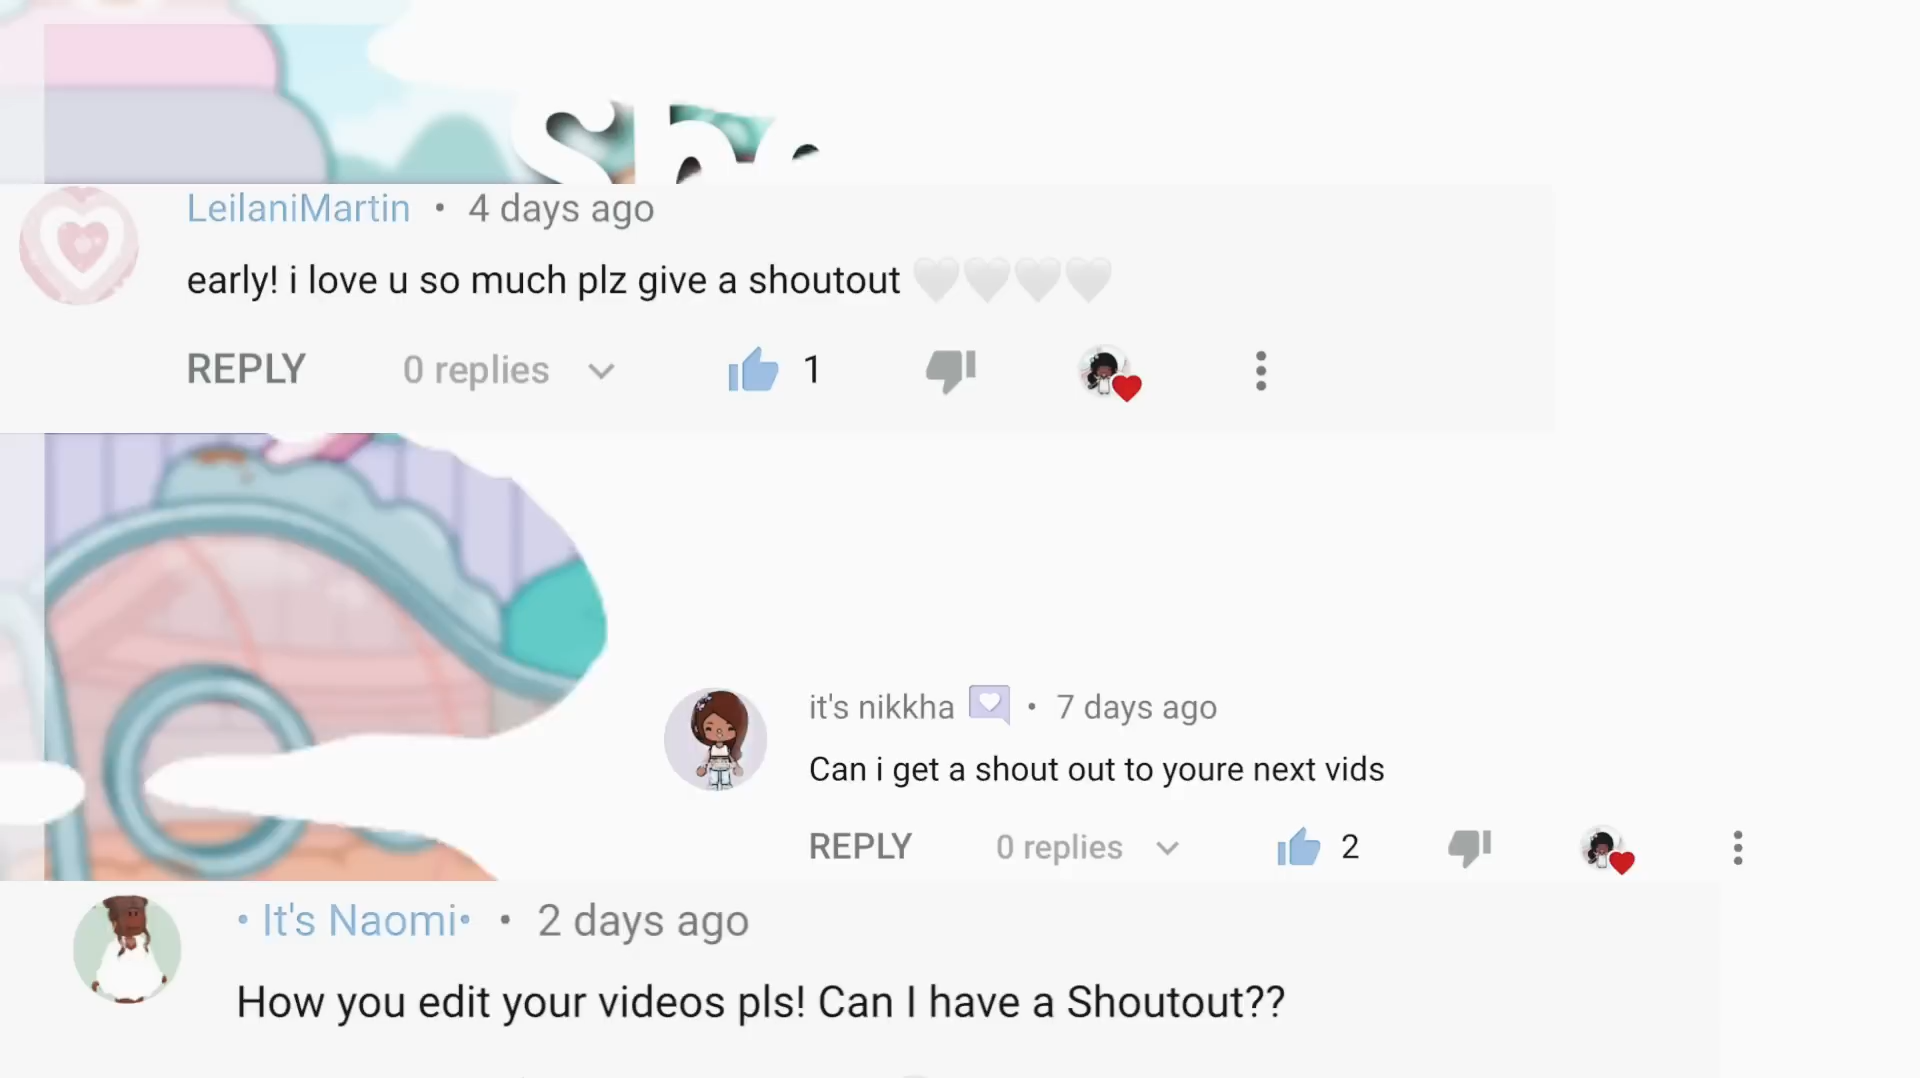 LeilaniMartin • 4 days ago
early! i love u so much plz give a shoutout 🤍🤍🤍🤍
REPLY 0 replies 1
it's nikkha 💟 • 7 days ago
Can i get a shout out to youre next vids
REPLY 0 replies 2
• It's Naomi• • 2 days ago
How you edit your videos pls! Can I have a Shoutout??